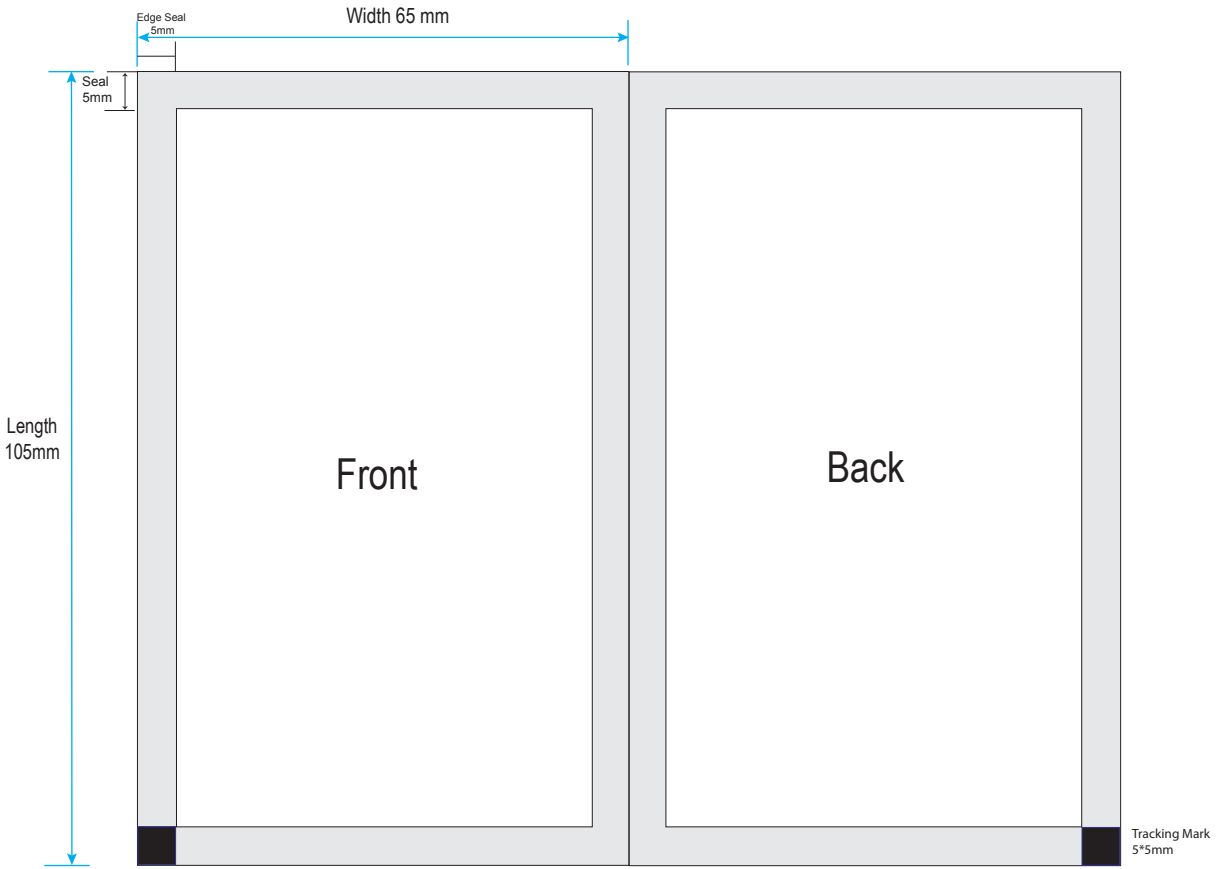 Edge Seal
5mm
Width 65 mm
Seal
5mm
Length
105mm
Front
Back
Tracking Mark
5*5mm